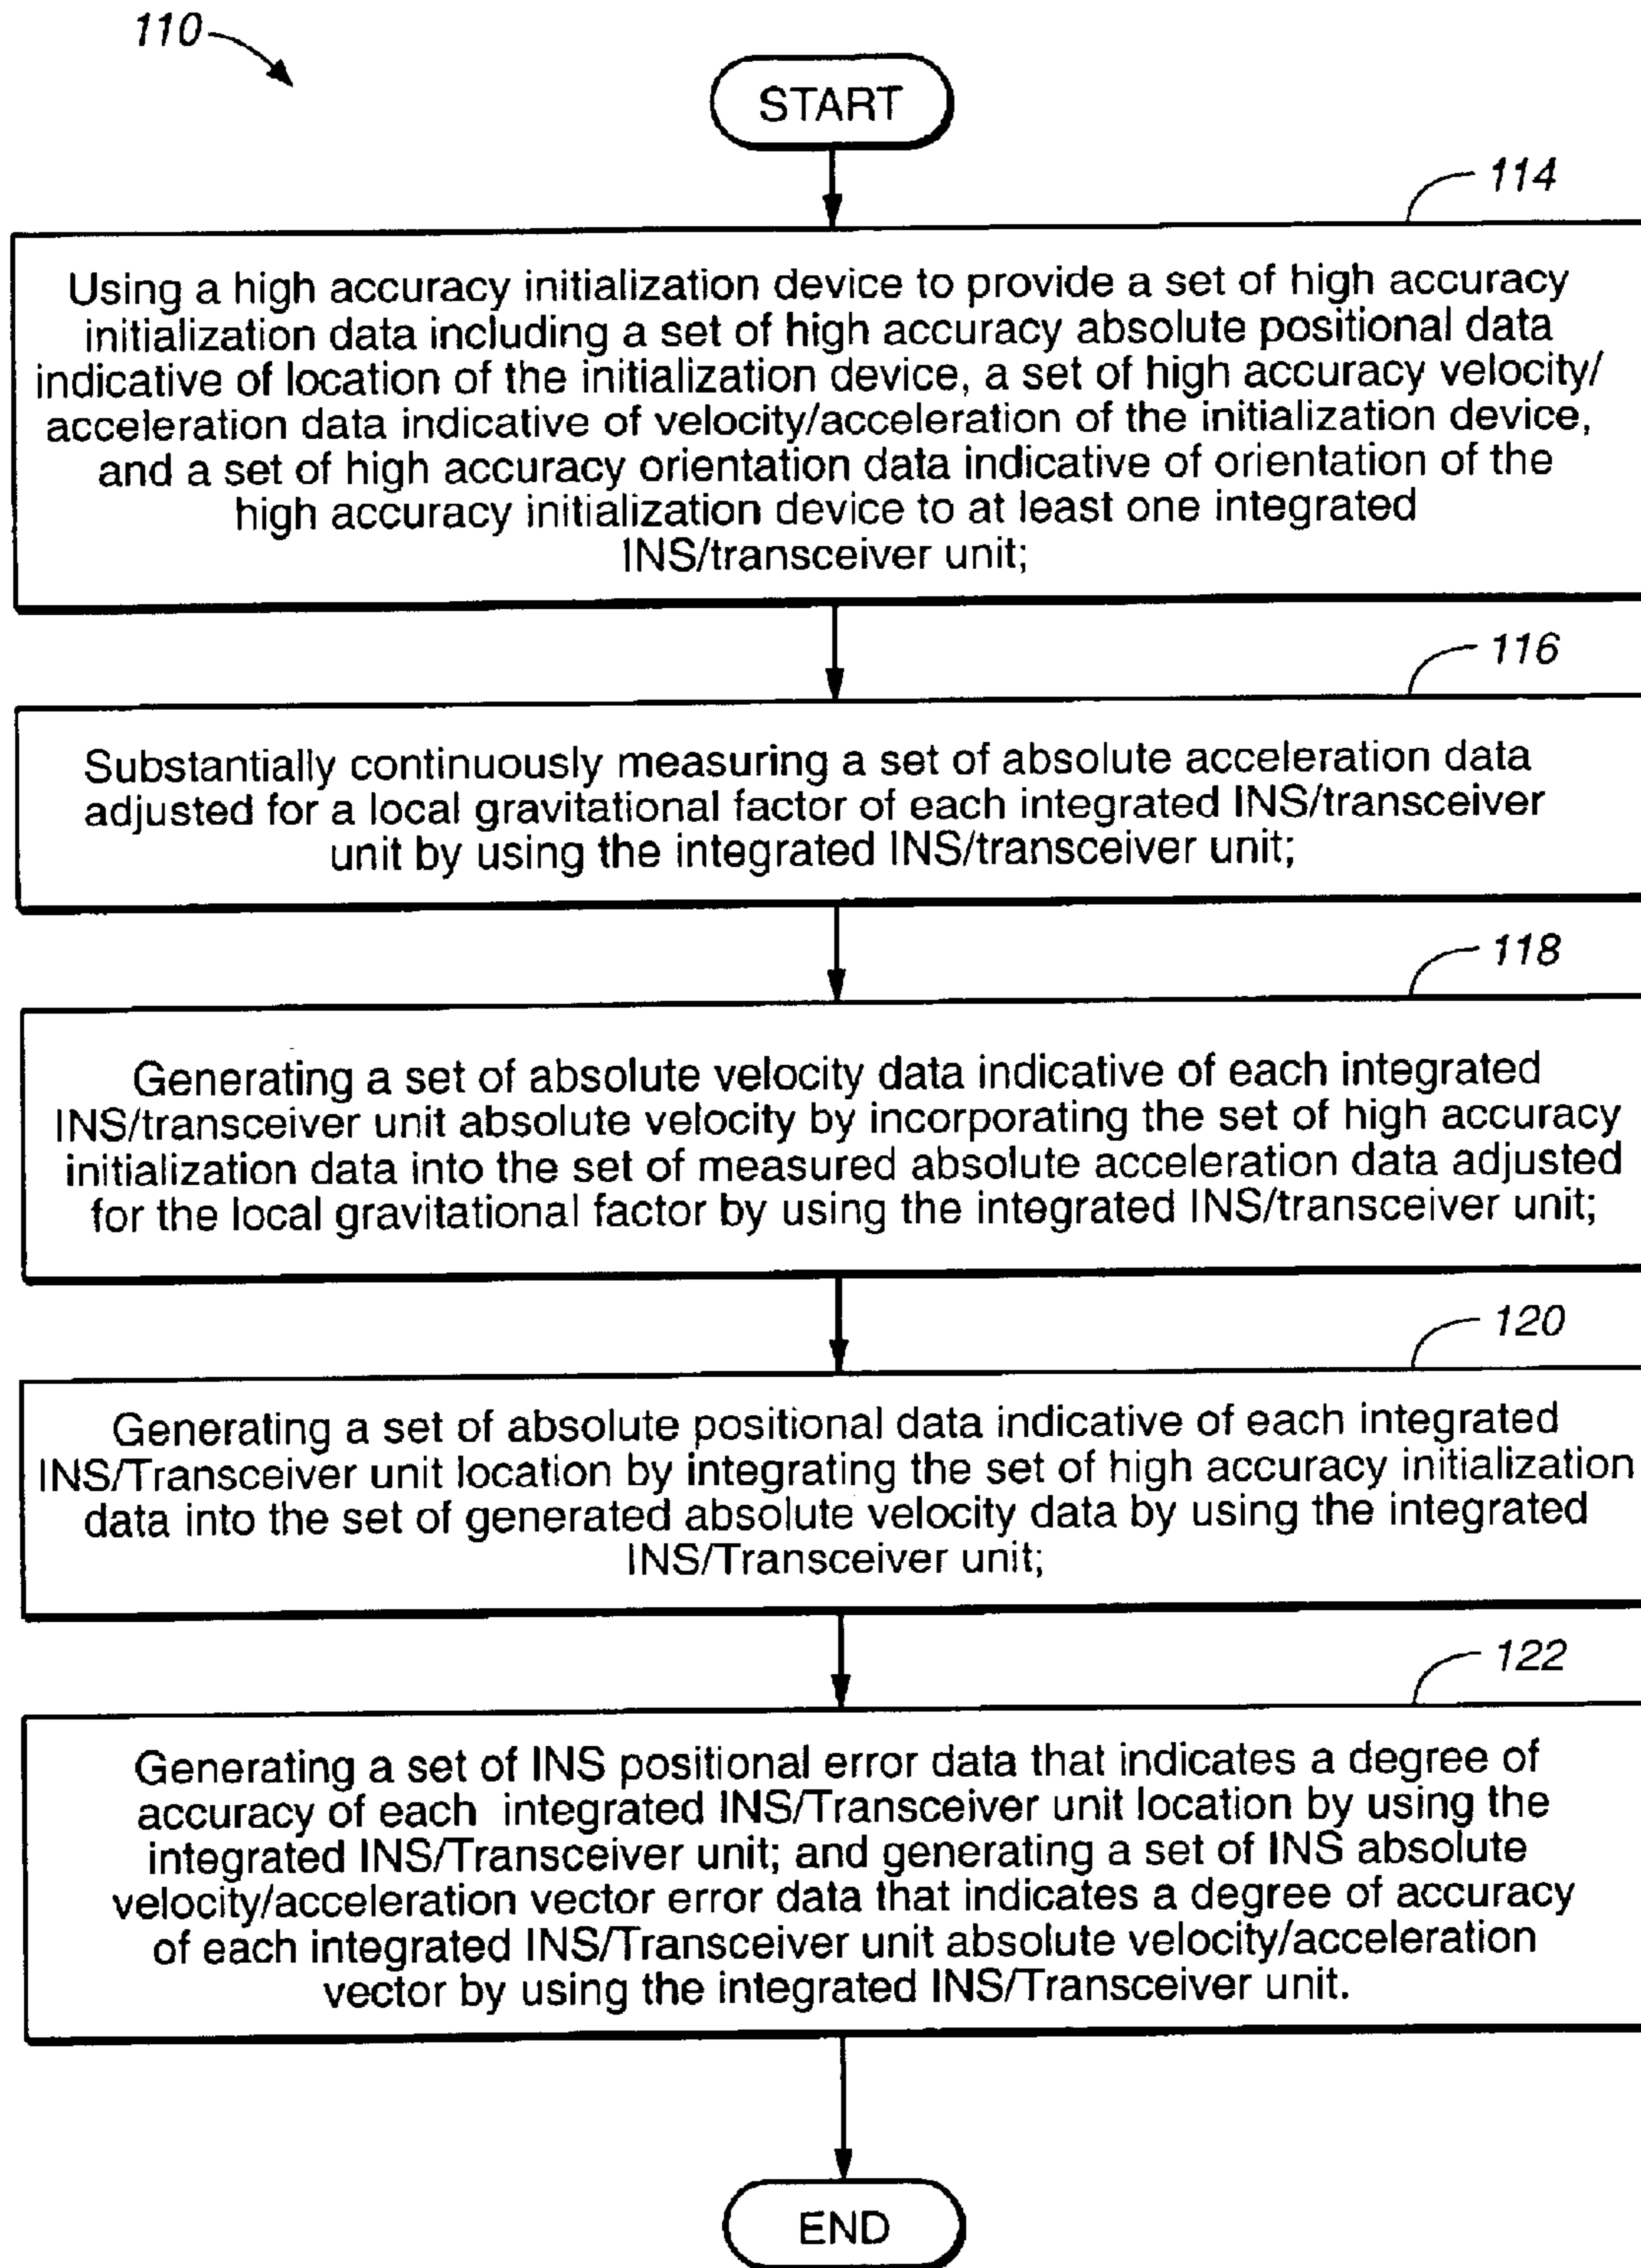 110
START
114
Using a high accuracy initialization device to provide a set of high accuracy
initialization data including a set of high accuracy absolute positional data
indicative of location of the initialization device, a set of high accuracy velocity/
acceleration data indicative of velocity/acceleration of the initialization device,
and a set of high accuracy orientation data indicative of orientation of the
high accuracy initialization device to at least one integrated
INS/transceiver unit;
116
Substantially continuously measuring a set of absolute acceleration data
adjusted for a local gravitational factor of each integrated INS/transceiver
unit by using the integrated INS/transceiver unit;
118
Generating a set of absolute velocity data indicative of each integrated
INS/transceiver unit absolute velocity by incorporating the set of high accuracy
initialization data into the set of measured absolute acceleration data adjusted
for the local gravitational factor by using the integrated INS/transceiver unit;
120
Generating a set of absolute positional data indicative of each integrated
INS/Transceiver unit location by integrating the set of high accuracy initialization
data into the set of generated absolute velocity data by using the integrated
INS/Transceiver unit;
122
Generating a set of INS positional error data that indicates a degree of
accuracy of each integrated INS/Transceiver unit location by using the
integrated INS/Transceiver unit; and generating a set of INS absolute
velocity/acceleration vector error data that indicates a degree of accuracy
of each integrated INS/Transceiver unit absolute velocity/acceleration
vector by using the integrated INS/Transceiver unit.
END